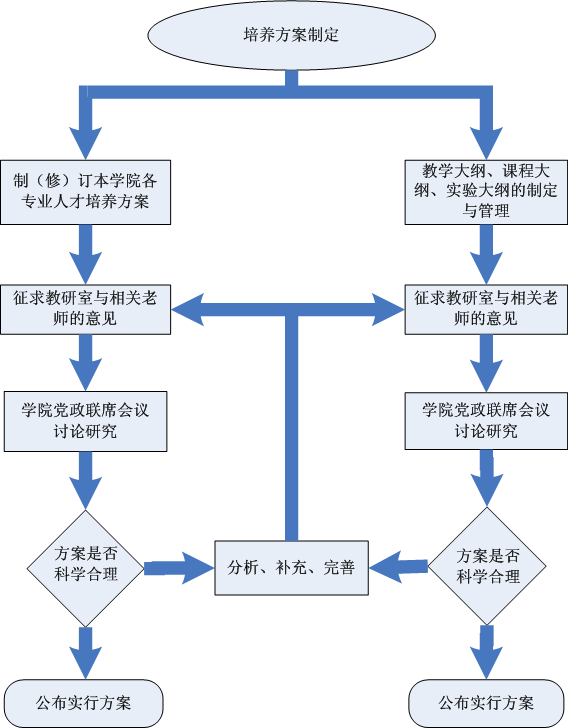 培养方案制定
制（修）订本学院各
专业人才培养方案
教学大纲、课程大
纲、实验大纲的制定
与管理
征求教研室与相关老
师的意见
征求教研室与相关老
师的意见
学院党政联席会议
讨论研究
学院党政联席会议
讨论研究
方案是否
科学合理
分析、补充、完善
方案是否
科学合理
公布实行方案
公布实行方案